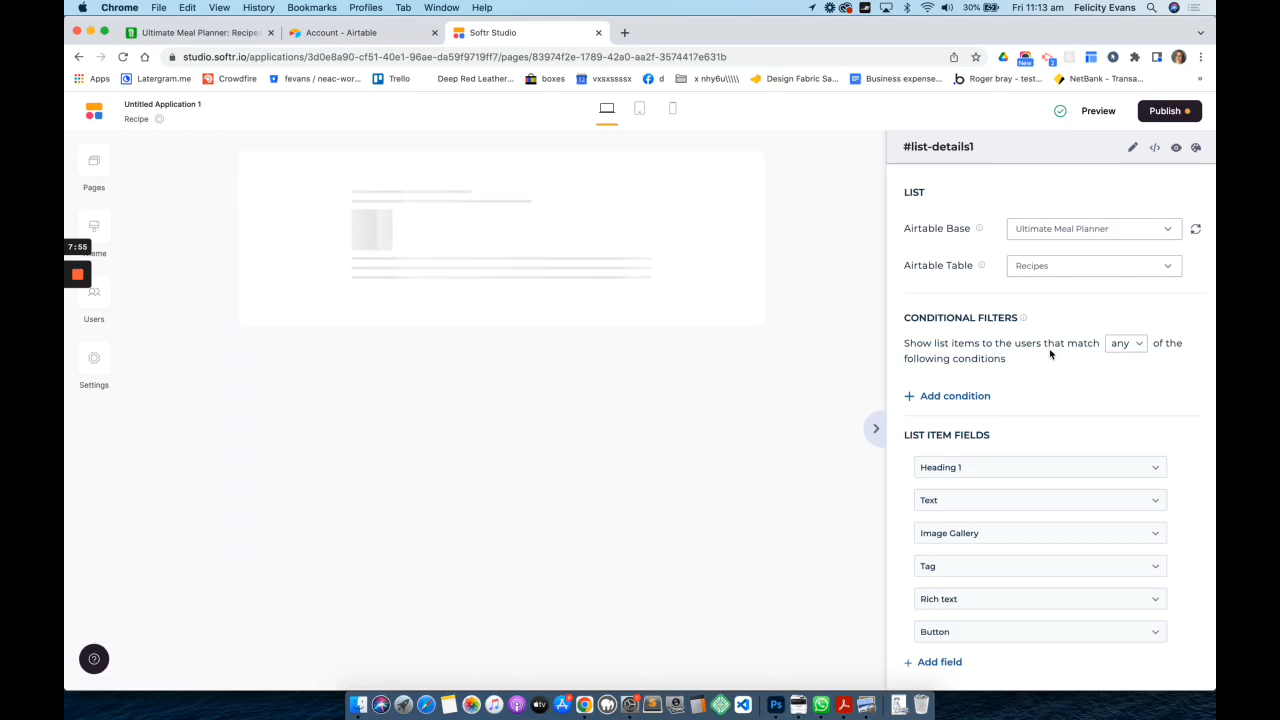 Chrome File Edit View History Bookmarks Profiles Tab Window Help 30% Fri 11:13 am Felicity Evans
Ultimate Meal Planner: Recipes Account - Airtable Softr Studio
studio.softr.io/applications/3d0e8a90-cf51-40e1-96ae-da59f9719ff7/pages/83974f2e-1789-42a0-aa2f-3574417e631b
Apps Latergram.me Crowdfire fevans / neac-wor... Trello Deep Red Leather... boxes vxsssssx d x nhy6u\\\\\ Design Fabric Sa... Business expense... Roger bray - test... NetBank - Transa...
Untitled Application 1
Recipe
Preview
Publish
Pages
7:55
Users
Settings
#list-details1
LIST
Airtable Base Ultimate Meal Planner
Airtable Table Recipes
CONDITIONAL FILTERS
Show list items to the users that match any of the
following conditions
+ Add condition
LIST ITEM FIELDS
Heading 1
Text
Image Gallery
Tag
Rich text
Button
+ Add field